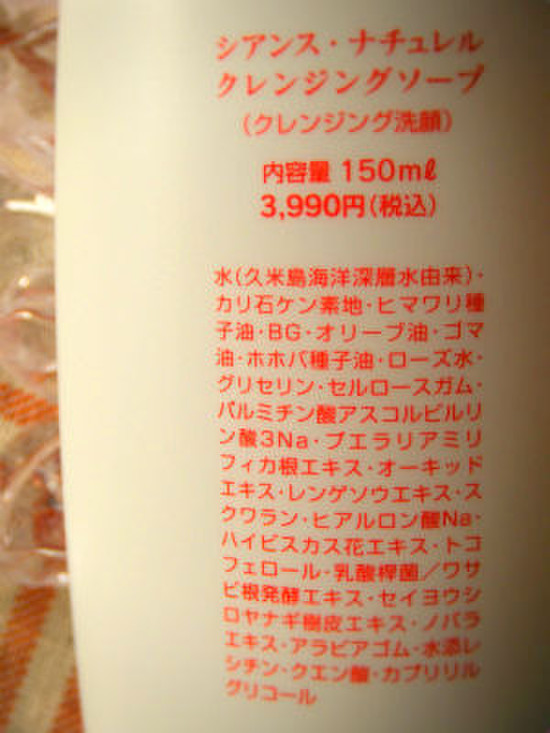 シアンス・ナチュレル
クレンジングソープ
(クレンジング洗顔)
内容量 150mℓ
3,990円(税込)
水(久米島海洋深層水由来)・
カリ石ケン素地・ヒマワリ種
子油・BG・オリーブ油・ゴマ
油・ホホバ種子油・ローズ水・
グリセリン・セルロースガム・
パルミチン酸アスコルビルリ
ン酸3Na・プエラリアミリ
フィカ根エキス・オーキッド
エキス・レンゲソウエキス・ス
クワラン・ヒアルロン酸Na・
ハイビスカス花エキス・トコ
フェロール・乳酸桿菌／ワサ
ビ根発酵エキス・セイヨウシ
ロヤナギ樹皮エキス・ノバラ
エキス・アラビアゴム・水添レ
シチン・クエン酸・カプリリル
グリコール